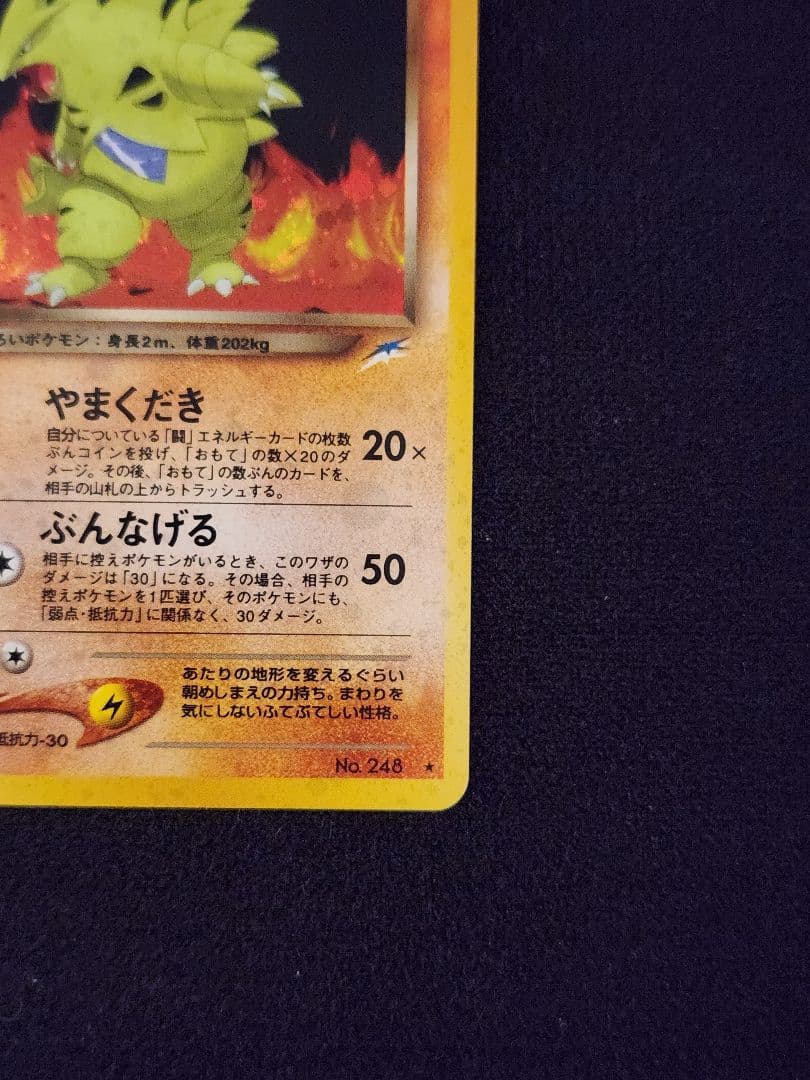 ろいポケモン：身長2m、体重202kg
やまくだき
自分についている「闘」エネルギーカードの枚数
ぶんコインを投げ、「おもて」の数×20のダ
メージ。その後、「おもて」の数ぶんのカードを、
相手の山札の上からトラッシュする。
20×
ぶんなげる
相手に控えポケモンがいるとき、このワザの
ダメージは「30」になる。その場合、相手の
控えポケモンを1匹選び、そのポケモンにも、
「弱点・抵抗力」に関係なく、30ダメージ。
50
あたりの地形を変えるぐらい
朝めしまえの力持ち。まわりを
気にしないふてぶてしい性格。
抵抗力-30
No. 248 ★